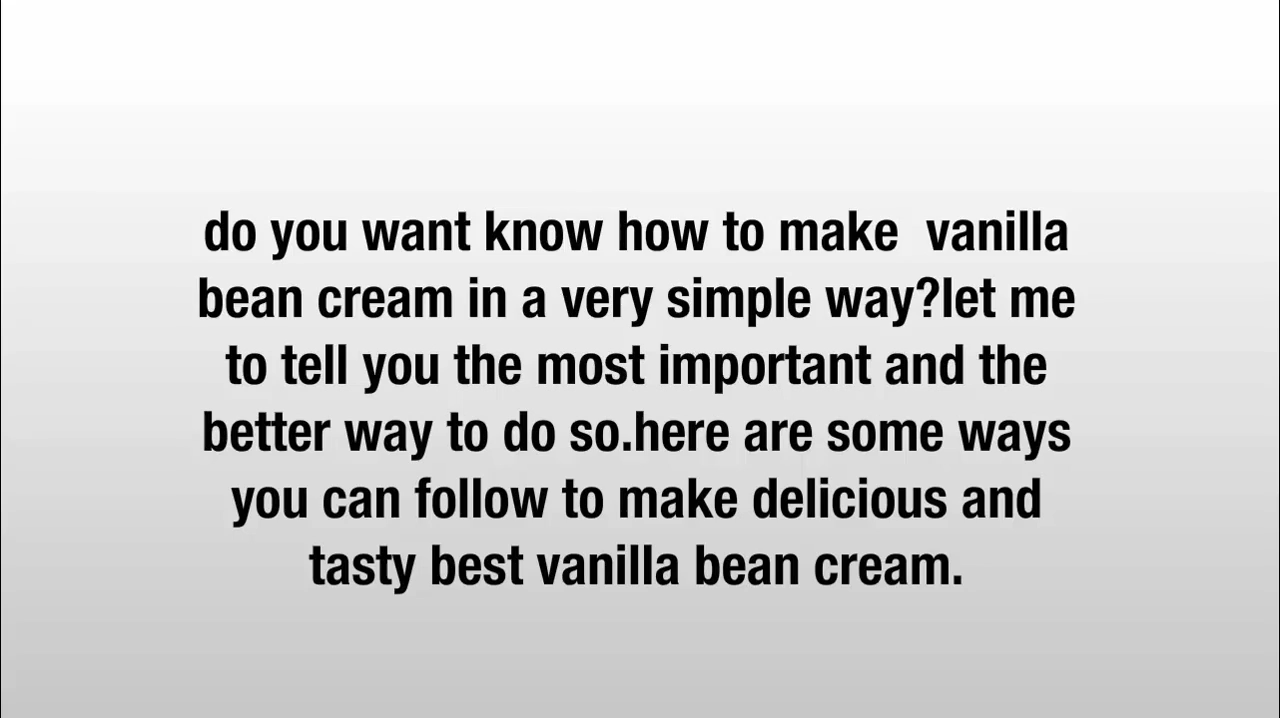 do you want know how to make  vanilla
bean cream in a very simple way?let me
to tell you the most important and the
better way to do so.here are some ways
you can follow to make delicious and
tasty best vanilla bean cream.